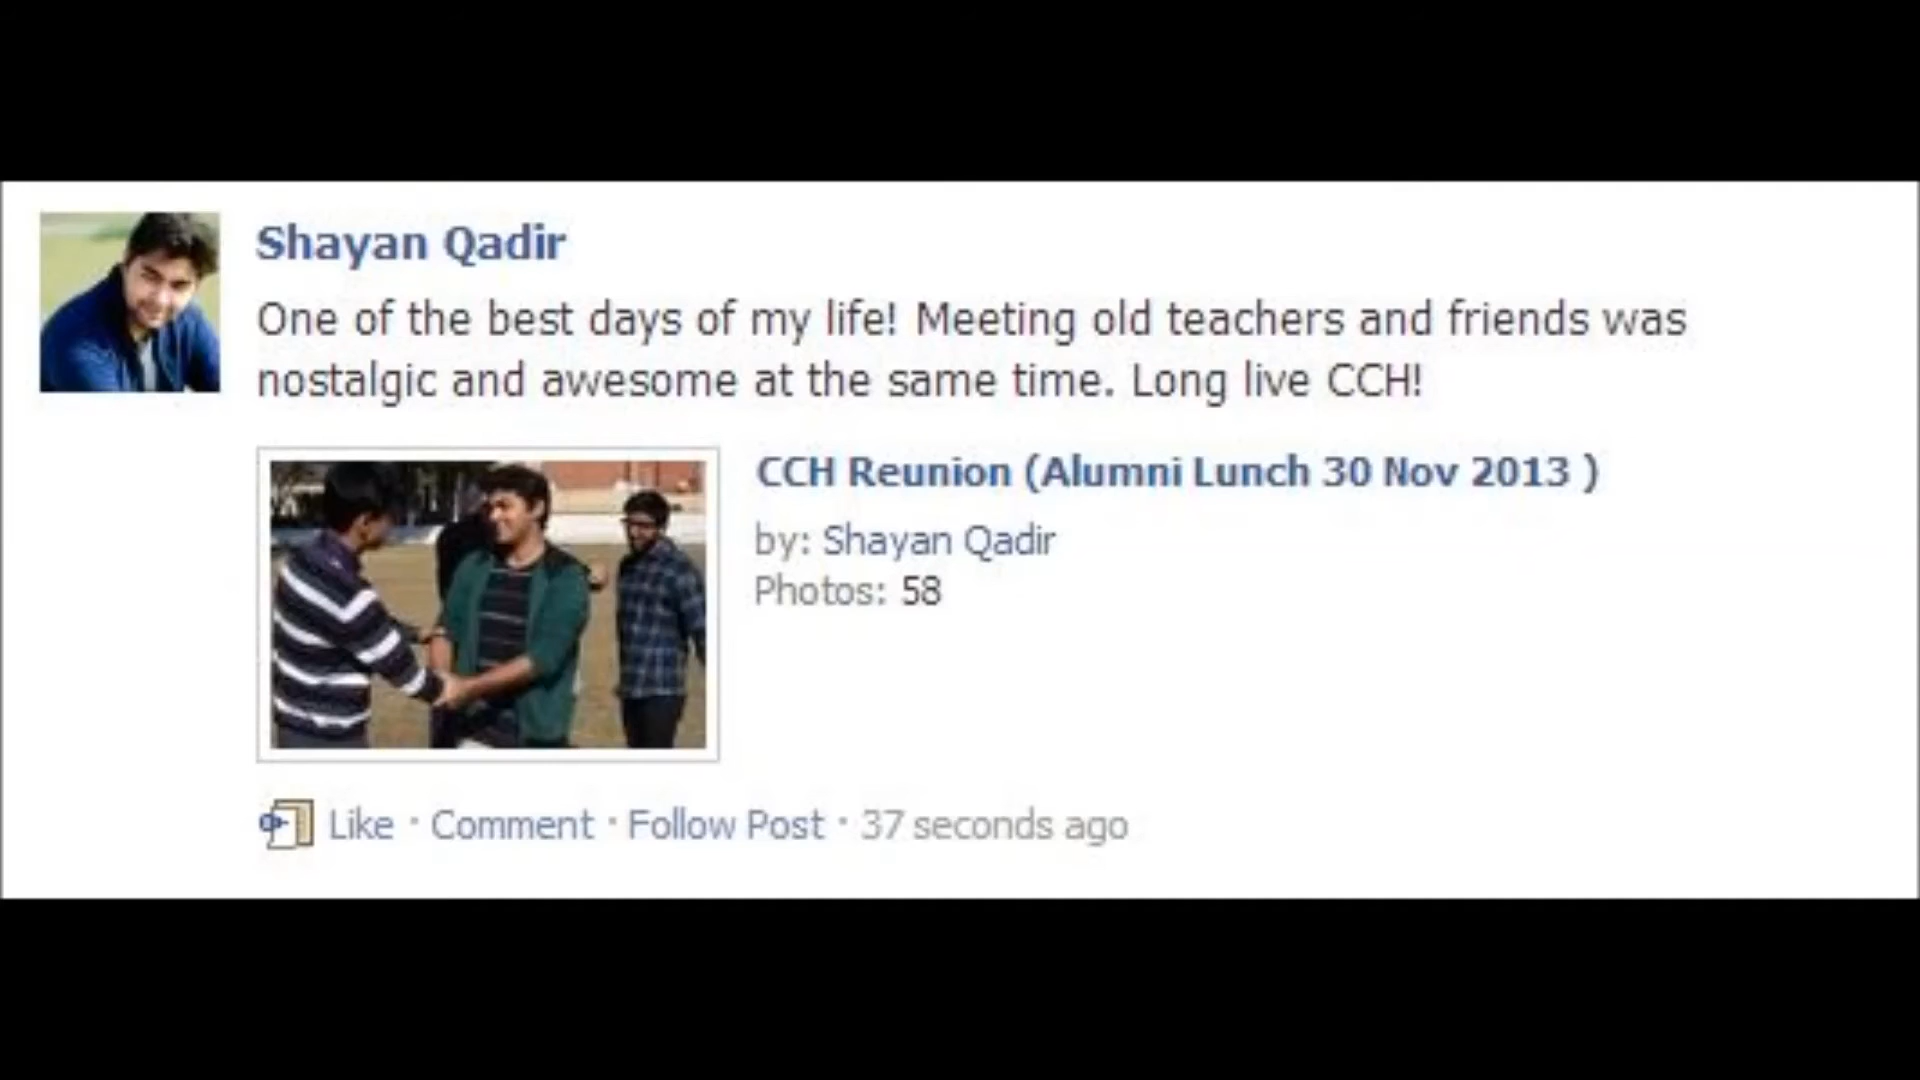 Shayan Qadir
One of the best days of my life! Meeting old teachers and friends was
nostalgic and awesome at the same time. Long live CCH!
CCH Reunion (Alumni Lunch 30 Nov 2013 )
by: Shayan Qadir
Photos: 58
Like · Comment · Follow Post · 37 seconds ago